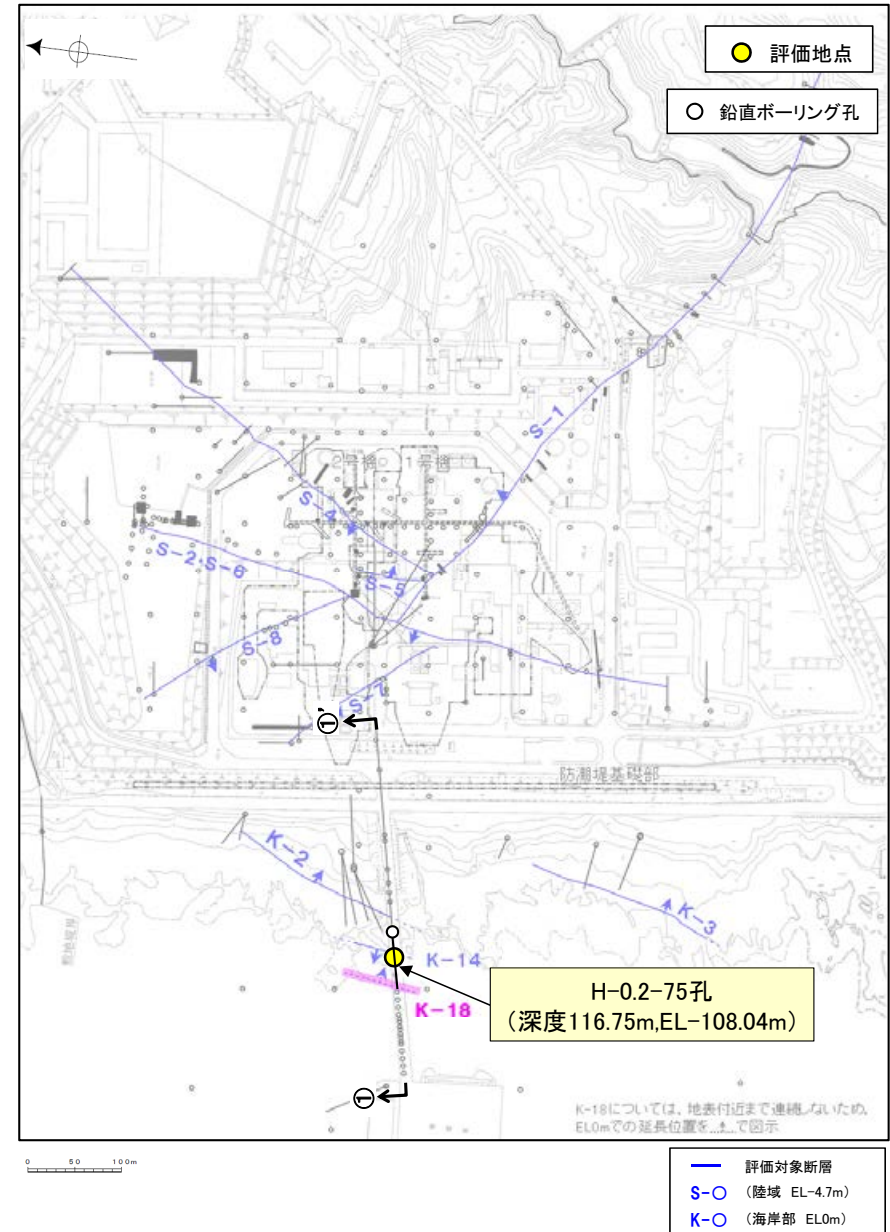 評価地点
鉛直ボーリング孔
S-1
1号機
S-4
S-2・S-6
S-5
S-8
S-7
①
防潮堤基礎部
K-2
K-3
K-14
K-18
H-0.2-75孔
(深度116.75m,EL-108.04m)
①
K-18については、地表付近まで連続しないため、
EL0mでの延長位置を で図示
0 50 100m
評価対象断層
S-○ (陸域 EL-4.7m)
K-○ (海岸部 EL0m)